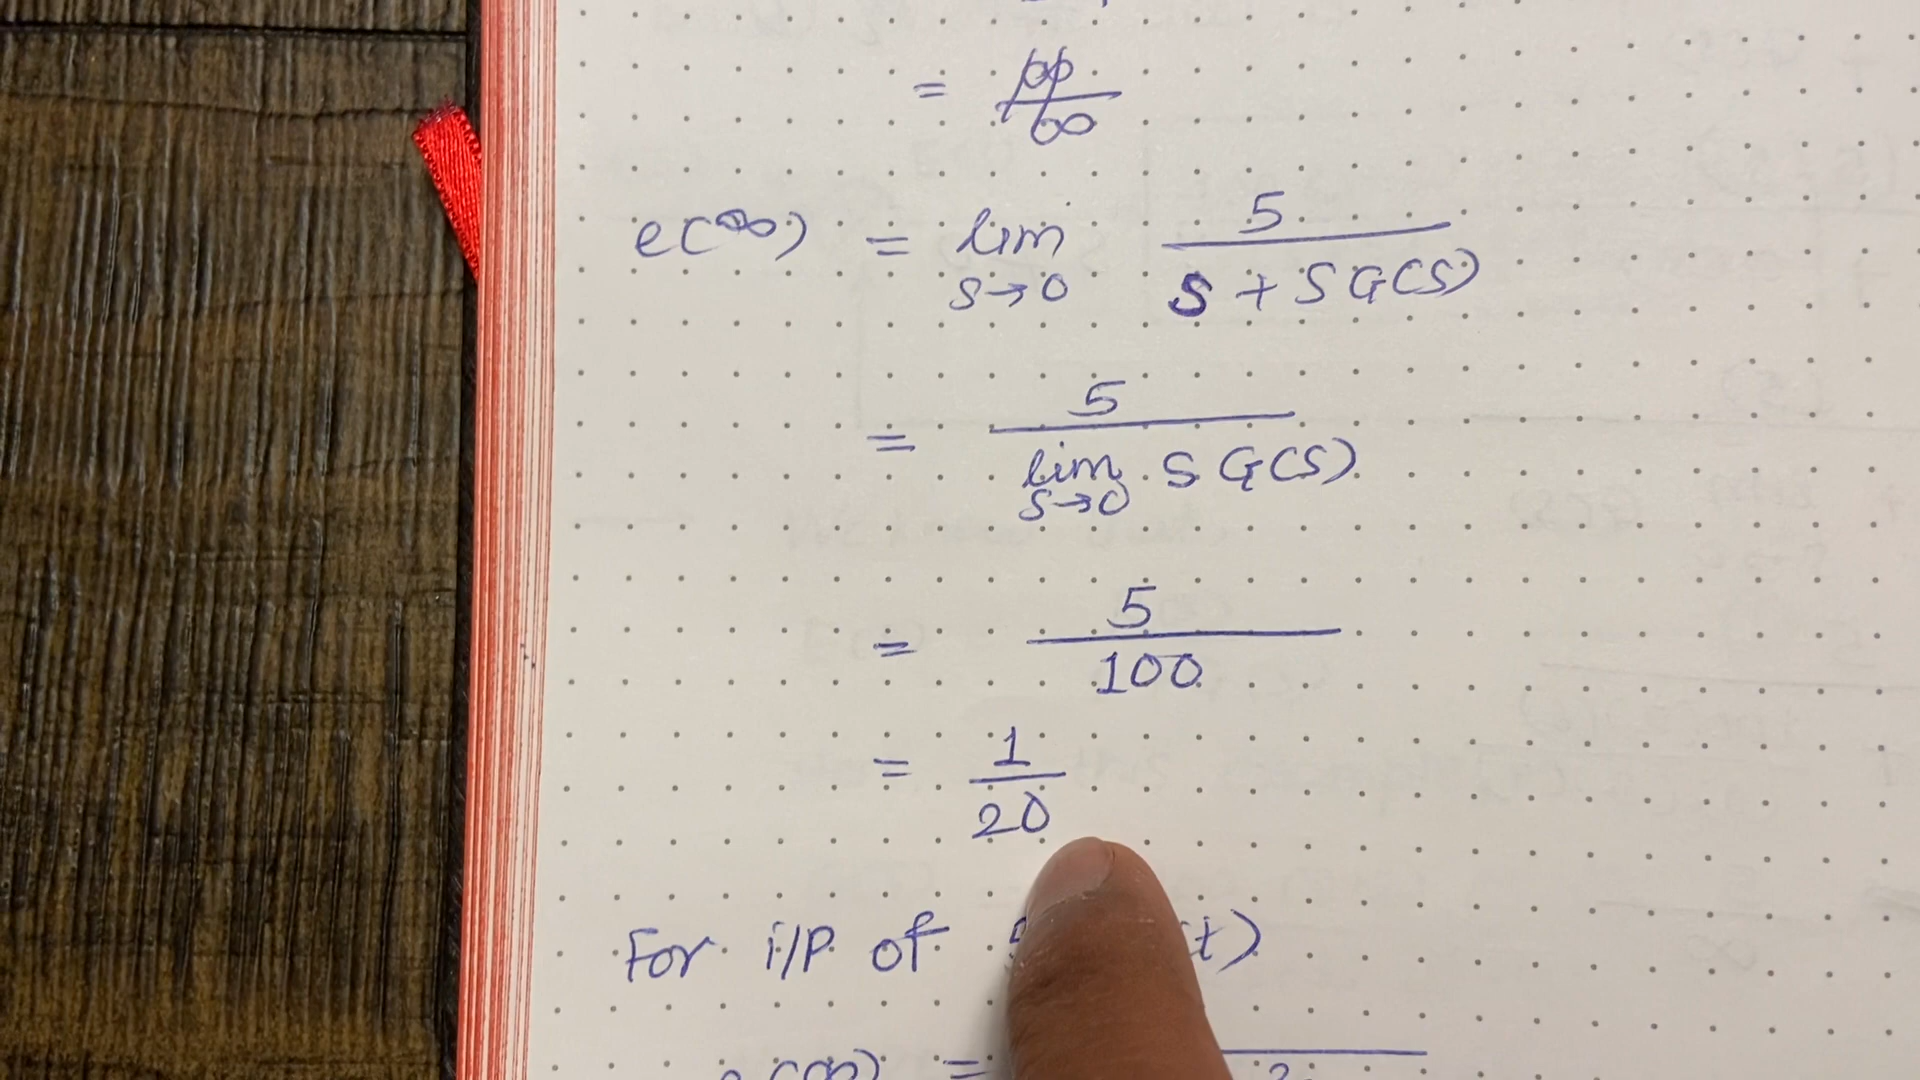 = ∞/∞
e(∞) = lim s→0 5/(s + sG(s))
= 5/(lim s→0 sG(s))
= 5/100
= 1/20
For i/p of t)
e(∞) =